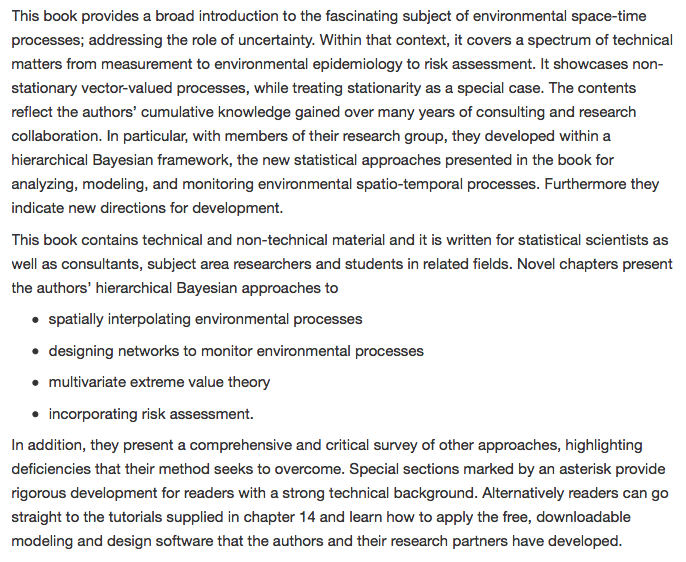 This book provides a broad introduction to the fascinating subject of environmental space-time
processes; addressing the role of uncertainty. Within that context, it covers a spectrum of technical
matters from measurement to environmental epidemiology to risk assessment. It showcases non-
stationary vector-valued processes, while treating stationarity as a special case. The contents
reflect the authors’ cumulative knowledge gained over many years of consulting and research
collaboration. In particular, with members of their research group, they developed within a
hierarchical Bayesian framework, the new statistical approaches presented in the book for
analyzing, modeling, and monitoring environmental spatio-temporal processes. Furthermore they
indicate new directions for development.
This book contains technical and non-technical material and it is written for statistical scientists as
well as consultants, subject area researchers and students in related fields. Novel chapters present
the authors’ hierarchical Bayesian approaches to
• spatially interpolating environmental processes
• designing networks to monitor environmental processes
• multivariate extreme value theory
• incorporating risk assessment.
In addition, they present a comprehensive and critical survey of other approaches, highlighting
deficiencies that their method seeks to overcome. Special sections marked by an asterisk provide
rigorous development for readers with a strong technical background. Alternatively readers can go
straight to the tutorials supplied in chapter 14 and learn how to apply the free, downloadable
modeling and design software that the authors and their research partners have developed.